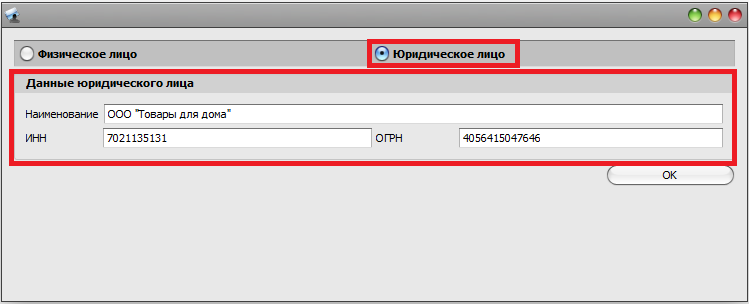 Физическое лицо Юридическое лицо
Данные юридического лица
Наименование ООО "Товары для дома"
ИНН 7021135131 ОГРН 4056415047646
OK